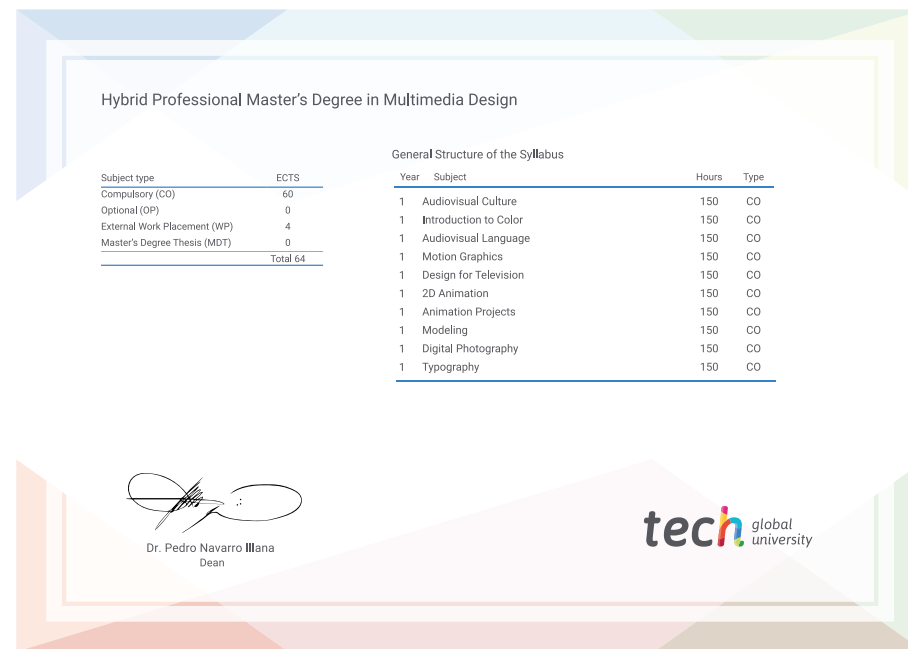 Hybrid Professional Master's Degree in Multimedia Design
Subject type ECTS
Compulsory (CO) 60
Optional (OP) 0
External Work Placement (WP) 4
Master's Degree Thesis (MDT) 0
Total 64
General Structure of the Syllabus
Year Subject Hours Type
1 Audiovisual Culture 150 CO
1 Introduction to Color 150 CO
1 Audiovisual Language 150 CO
1 Motion Graphics 150 CO
1 Design for Television 150 CO
1 2D Animation 150 CO
1 Animation Projects 150 CO
1 Modeling 150 CO
1 Digital Photography 150 CO
1 Typography 150 CO
Dr. Pedro Navarro Illana
Dean
tech global
university